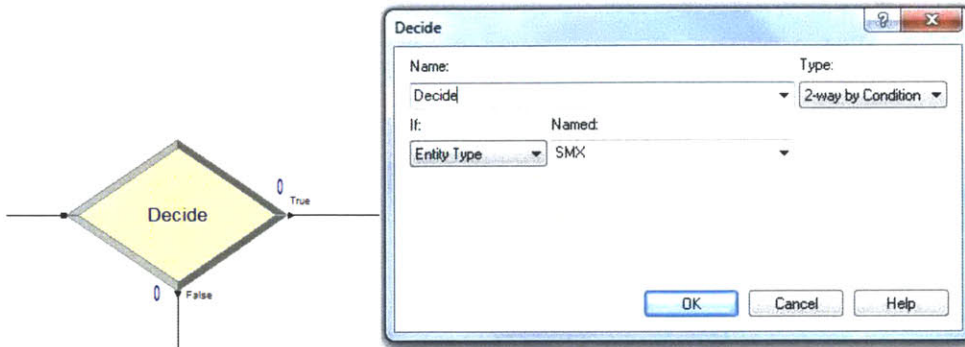 Decide
0
True
0
False
Decide
?
X
Name:
Type:
Decide
2-way by Condition
If:
Named:
Entity Type
SMX
OK
Cancel
Help